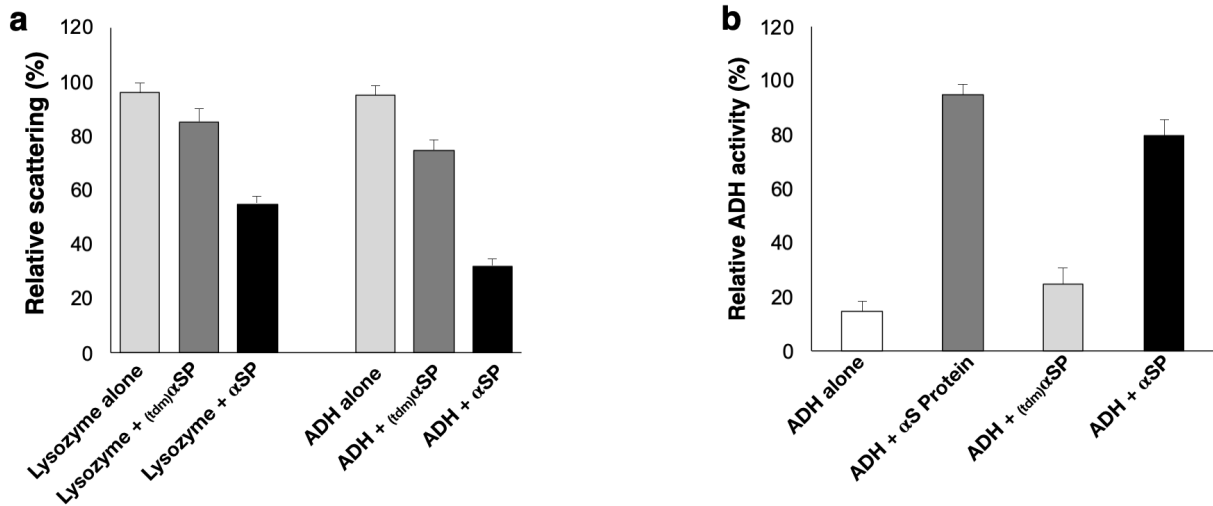 a
Relative scattering (%)
120
100
80
60
40
20
0
Lysozyme alone
Lysozyme + (tdm)αSP
Lysozyme + αSP
ADH alone
ADH + (tdm)αSP
ADH + αSP
b
Relative ADH activity (%)
120
100
80
60
40
20
0
ADH alone
ADH + αS Protein
ADH + (tdm)αSP
ADH + αSP